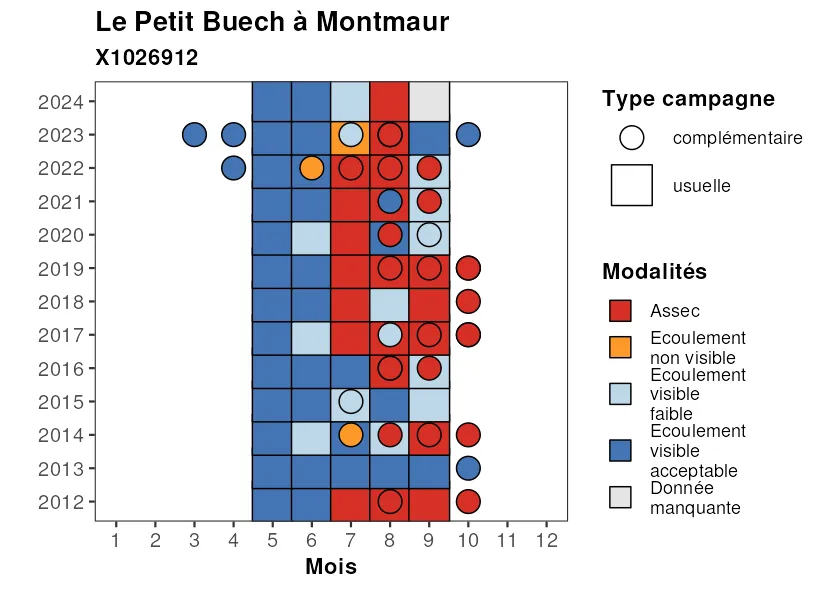 Le Petit Buech à Montmaur
X1026912
2024
2023
2022
2021
2020
2019
2018
2017
2016
2015
2014
2013
2012
1 2 3 4 5 6 7 8 9 10 11 12
Mois
Type campagne
complémentaire
usuelle
Modalités
Assec
Ecoulement
non visible
Ecoulement
visible
faible
Ecoulement
visible
acceptable
Donnée
manquante